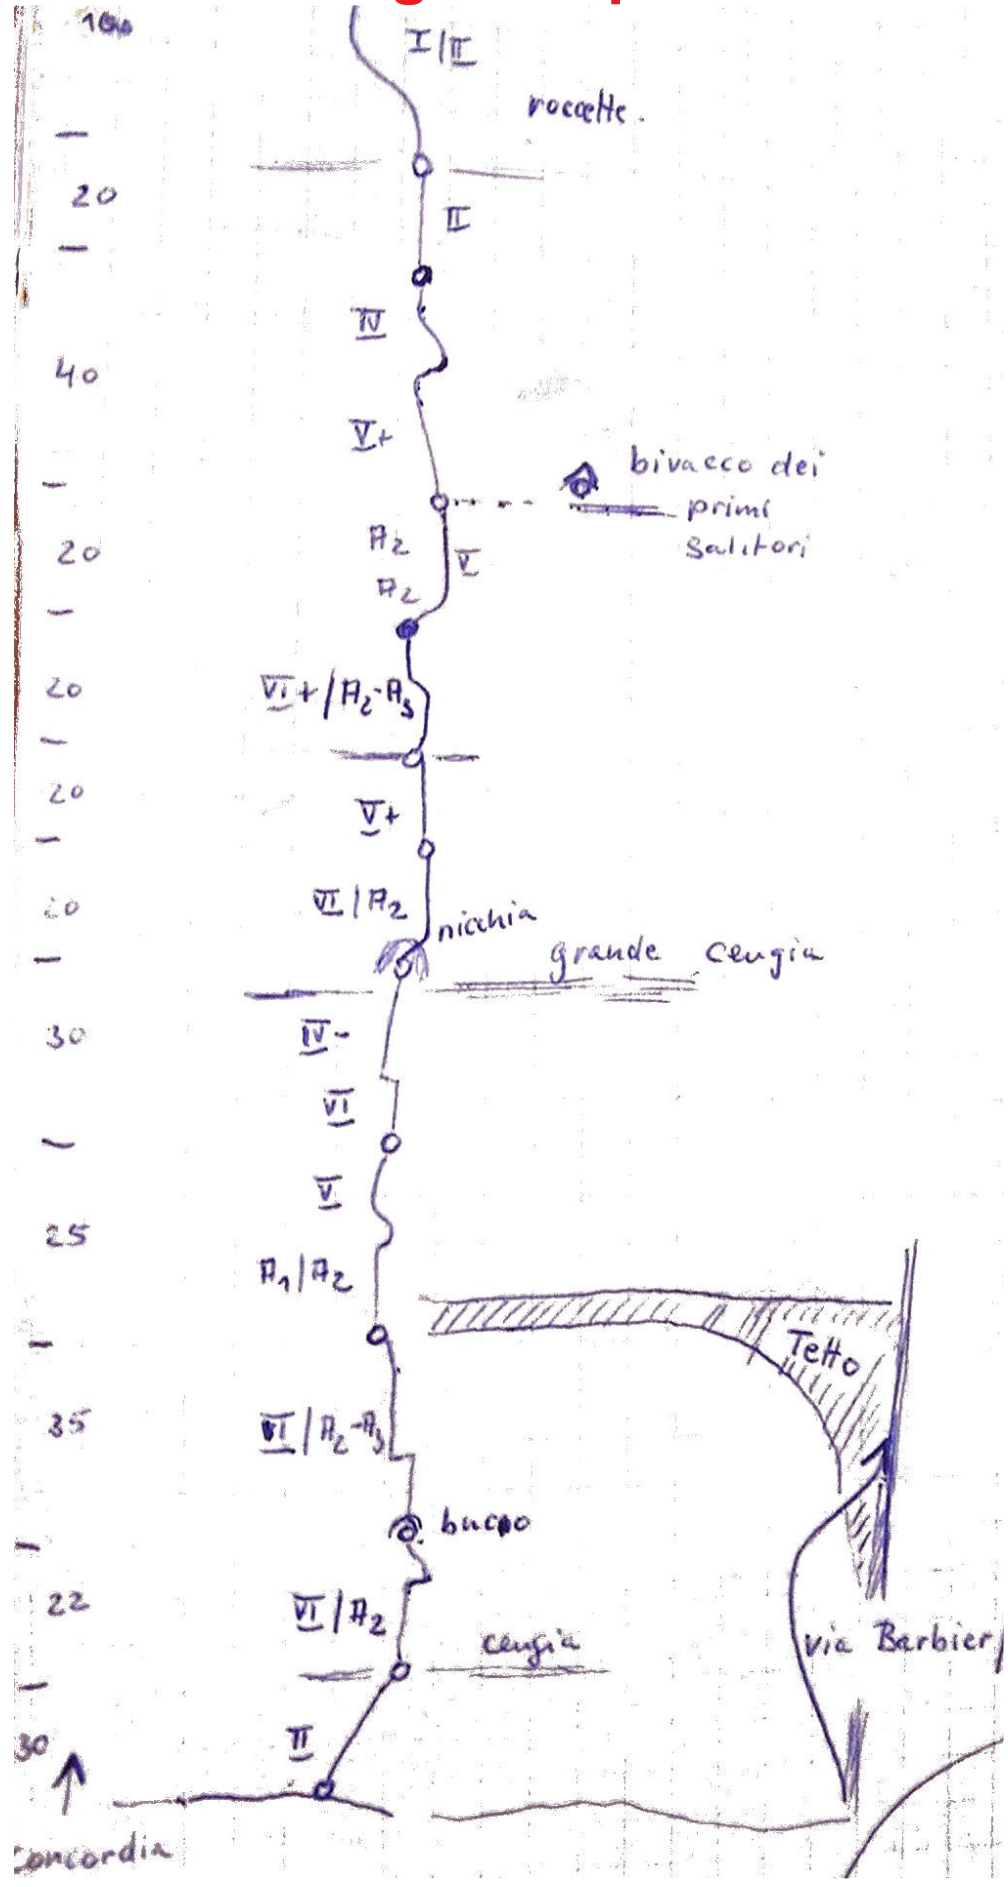 100
I/II
roccette.
20
II
IV
40
V+
bivacco dei
primi
salitori
A2
V
20
A2
20
VI+/A2-A3
20
V+
20
VI/A2
nicchia
grande cengia
30
IV-
VI
V
25
A1/A2
Tetto
35
VI/A2-A3
buco
22
VI/A2
cengia
via Barbier
30
II
Concordia